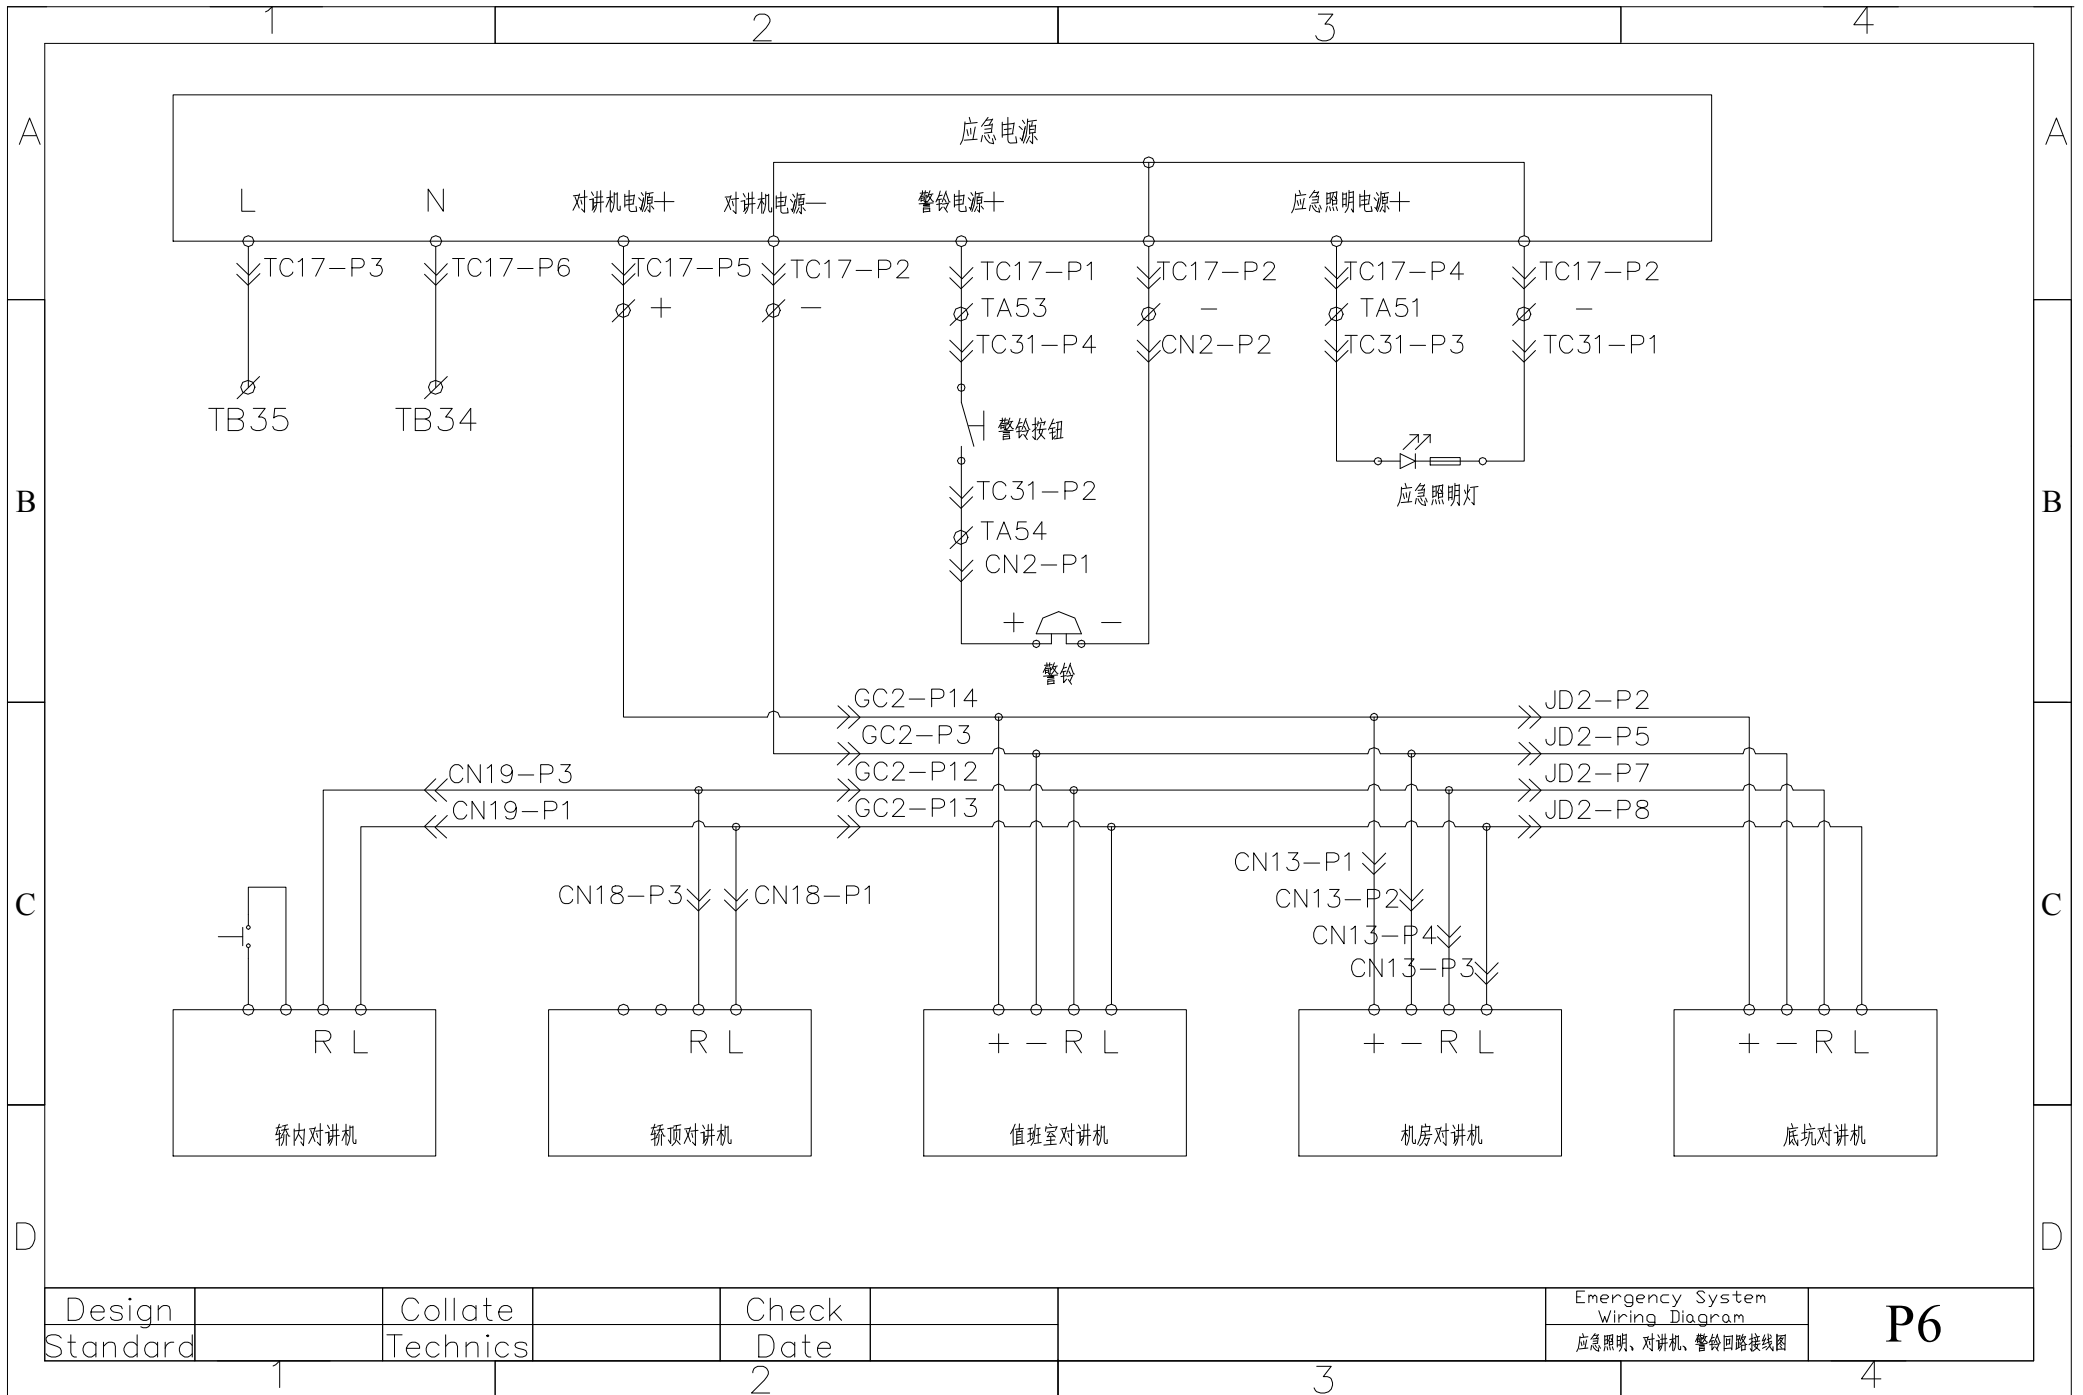 1 2 3 4
A A
应急电源
L N 对讲机电源+ 对讲机电源— 警铃电源+ 应急照明电源+
TC17-P3 TC17-P6 TC17-P5 TC17-P2 TC17-P1 TC17-P2 TC17-P4 TC17-P2
+ - TA53 - TA51 -
TC31-P4 CN2-P2 TC31-P3 TC31-P1
TB35 TB34
警铃按钮
B TC31-P2 应急照明灯 B
TA54
CN2-P1
+ -
警铃
GC2-P14 JD2-P2
GC2-P3 JD2-P5
CN19-P3 GC2-P12 JD2-P7
CN19-P1 GC2-P13 JD2-P8
CN13-P1
C CN18-P3 CN18-P1 CN13-P2 C
CN13-P4
CN13-P3
R L R L + - R L + - R L + - R L
轿内对讲机 轿顶对讲机 值班室对讲机 机房对讲机 底坑对讲机
D D
Design Collate Check
Standard Technics Date
Emergency System
Wiring Diagram
应急照明、对讲机、警铃回路接线图
P6
1 2 3 4